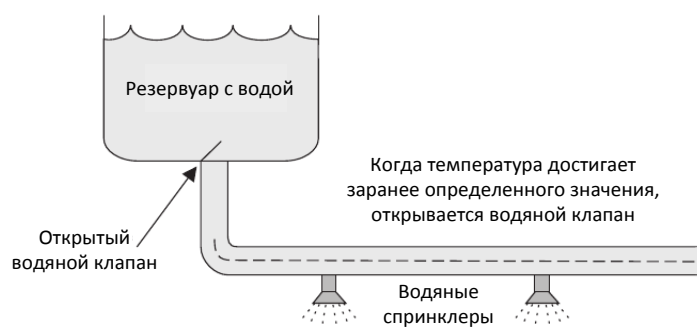 Резервуар с водой
Когда температура достигает
заранее определенного значения,
открывается водяной клапан
Открытый
водяной клапан
Водяные
спринклеры